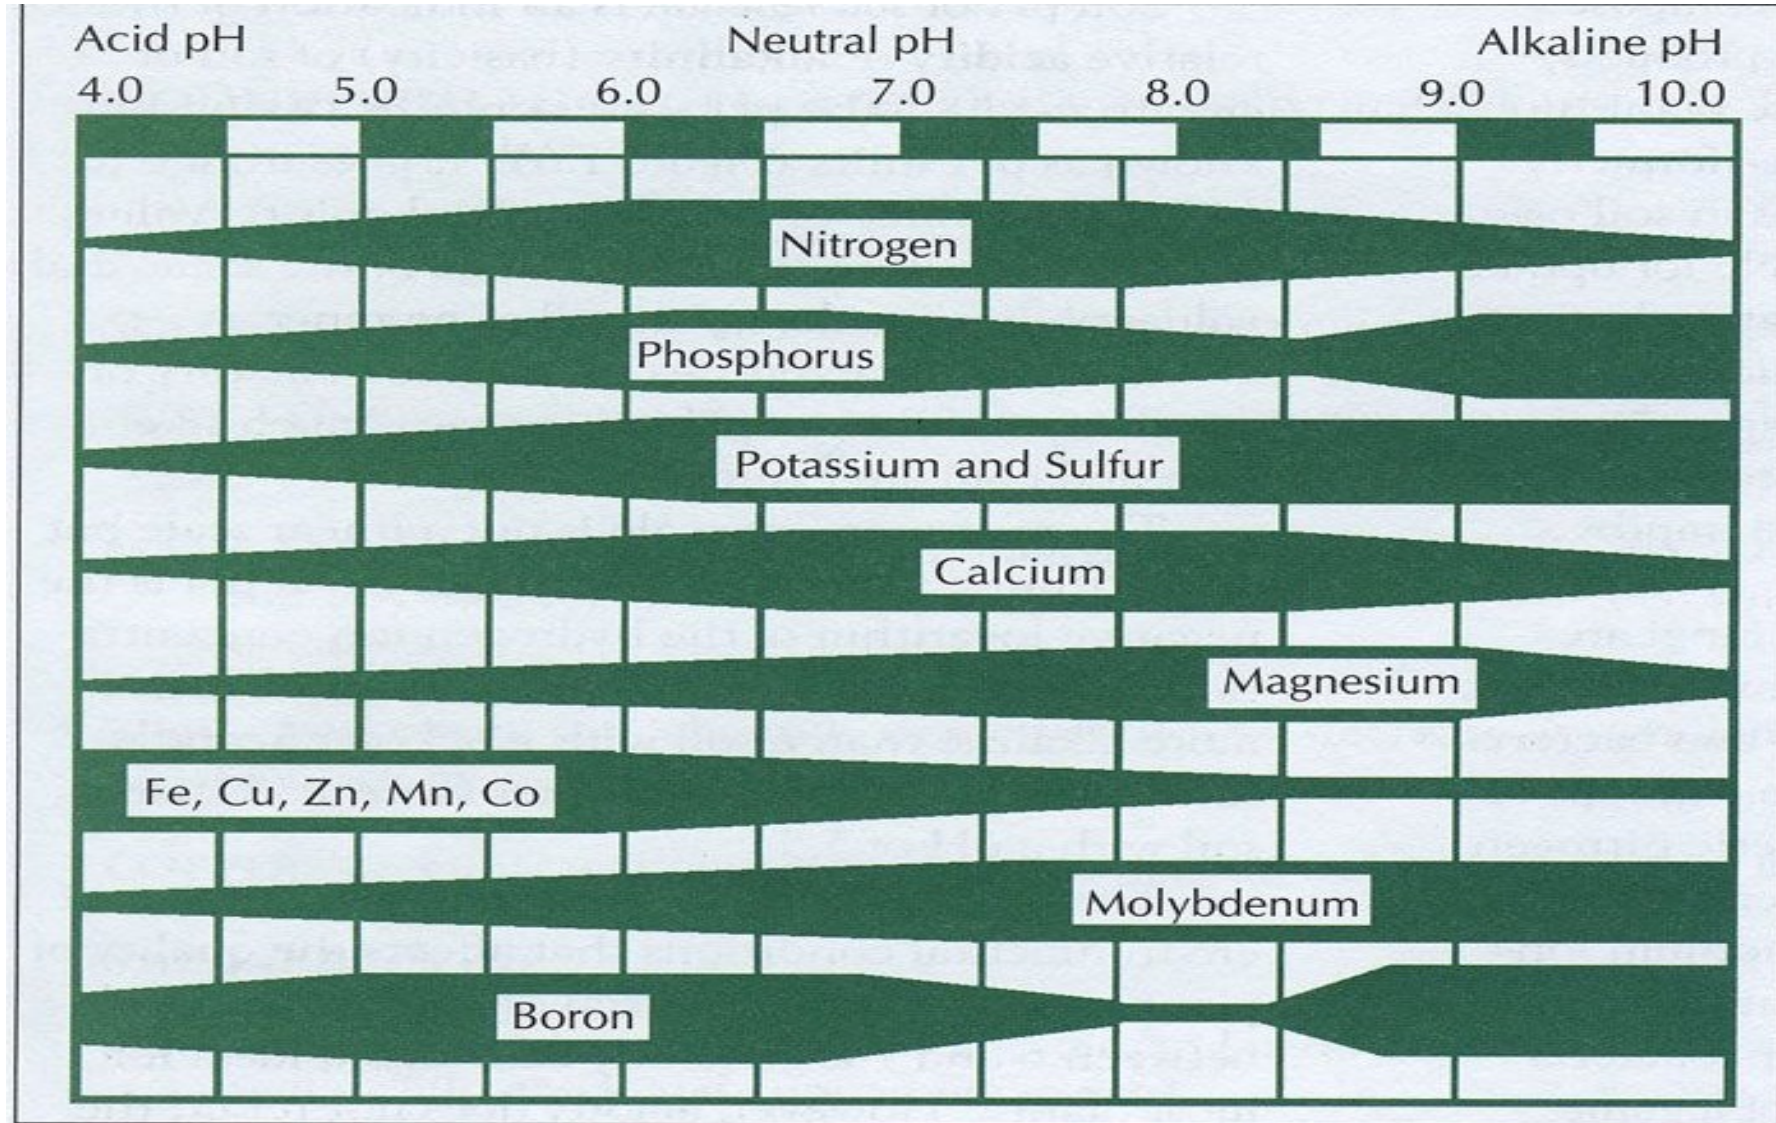 Acid pH Neutral pH Alkaline pH
4.0 5.0 6.0 7.0 8.0 9.0 10.0
Nitrogen
Phosphorus
Potassium and Sulfur
Calcium
Magnesium
Fe, Cu, Zn, Mn, Co
Molybdenum
Boron